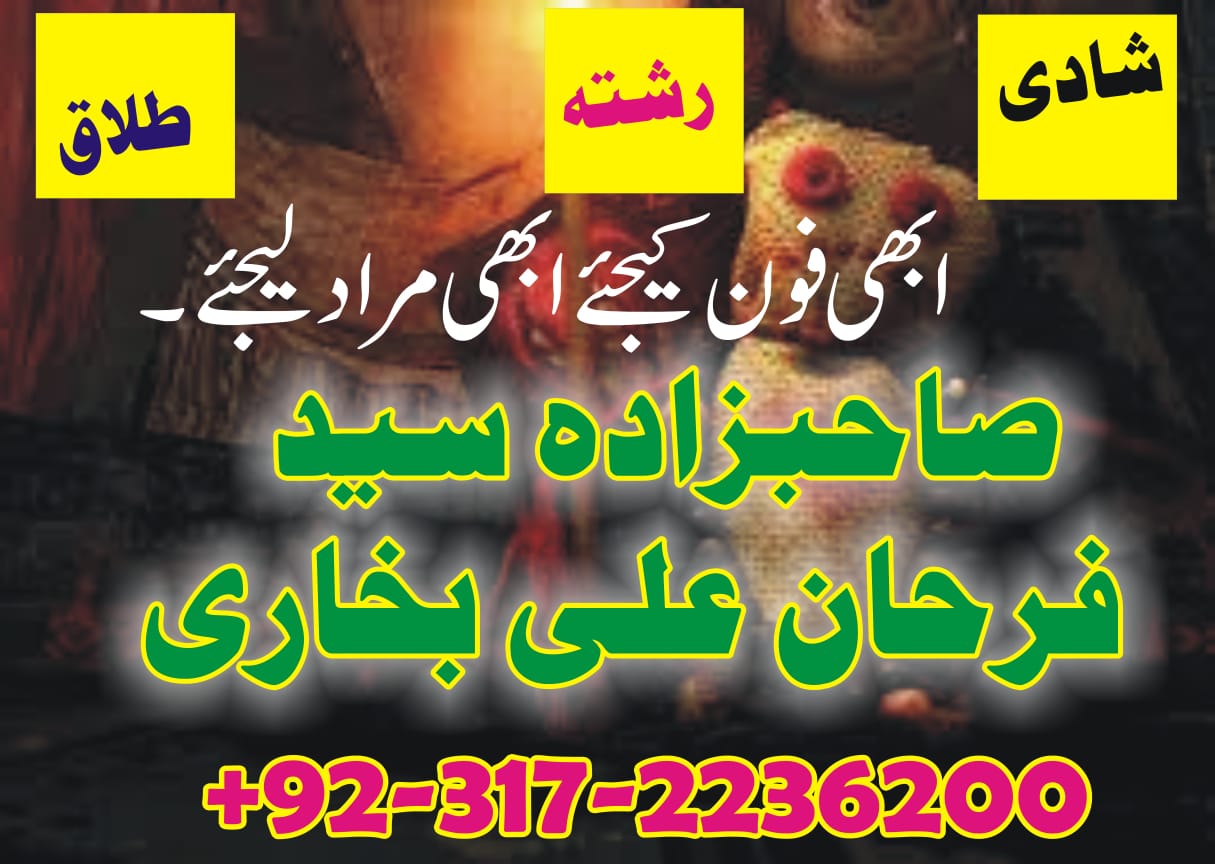 شادی رشتہ طلاق
ابھی فون کیجئے ابھی مراد لیجئے۔
صاحبزادہ سید
فرحان علی بخاری
+92-317-2236200